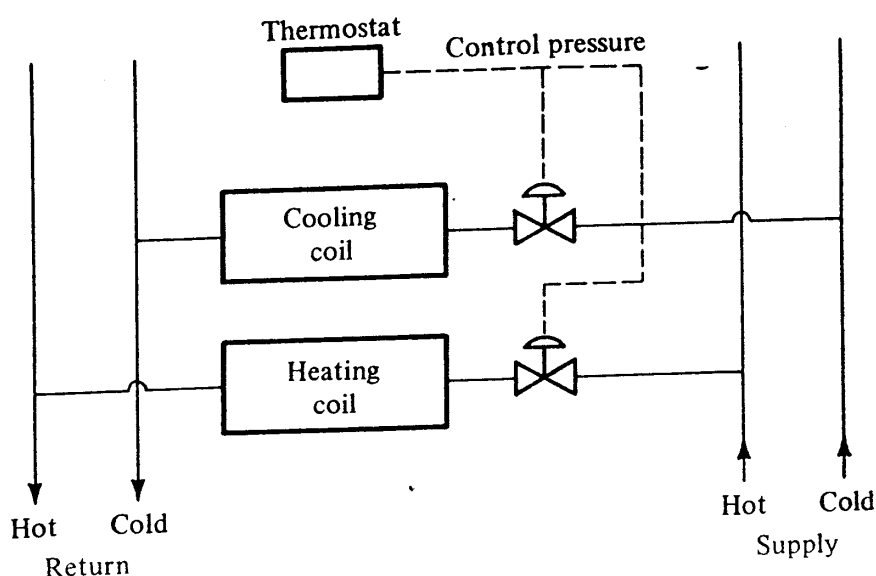 Thermostat
Control pressure
Cooling
coil
Heating
coil
Hot Cold
Return
Hot Cold
Supply